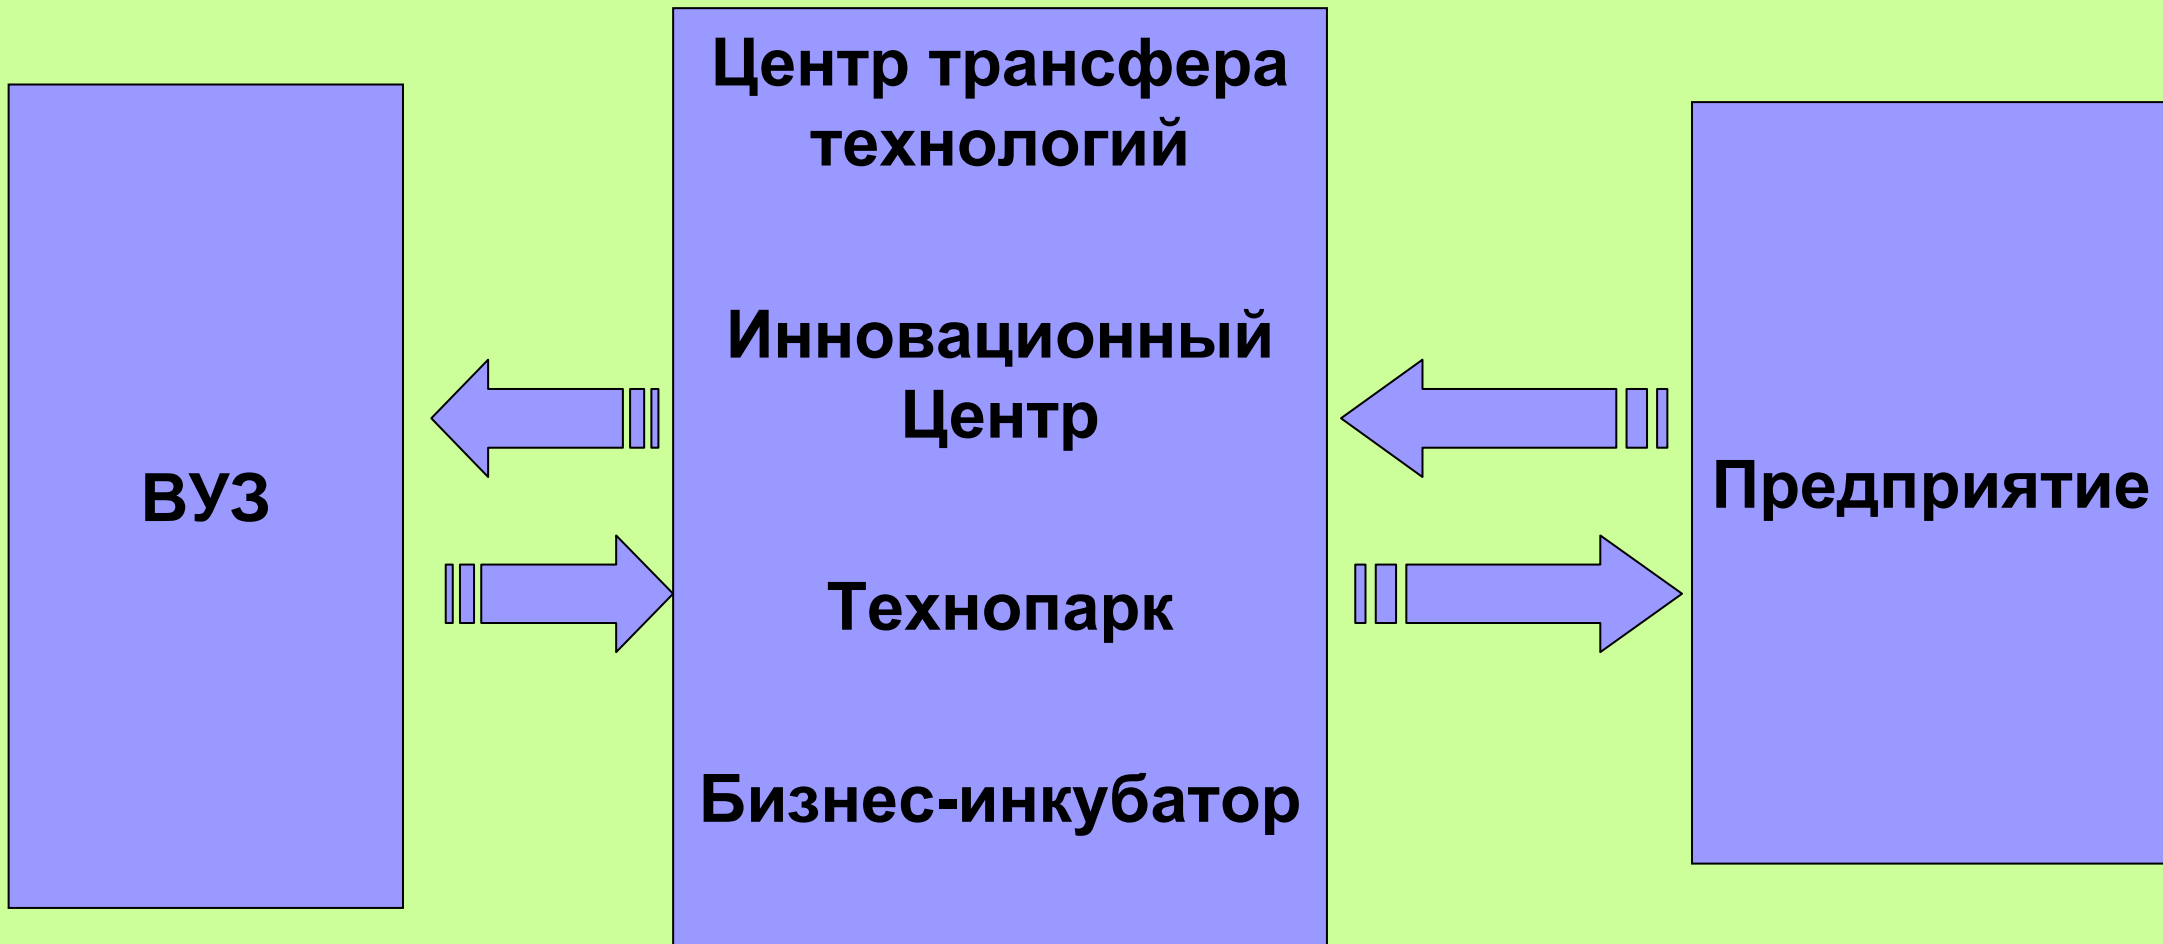 ВУЗ
Центр трансфера
технологий
Инновационный
Центр
Технопарк
Бизнес-инкубатор
Предприятие